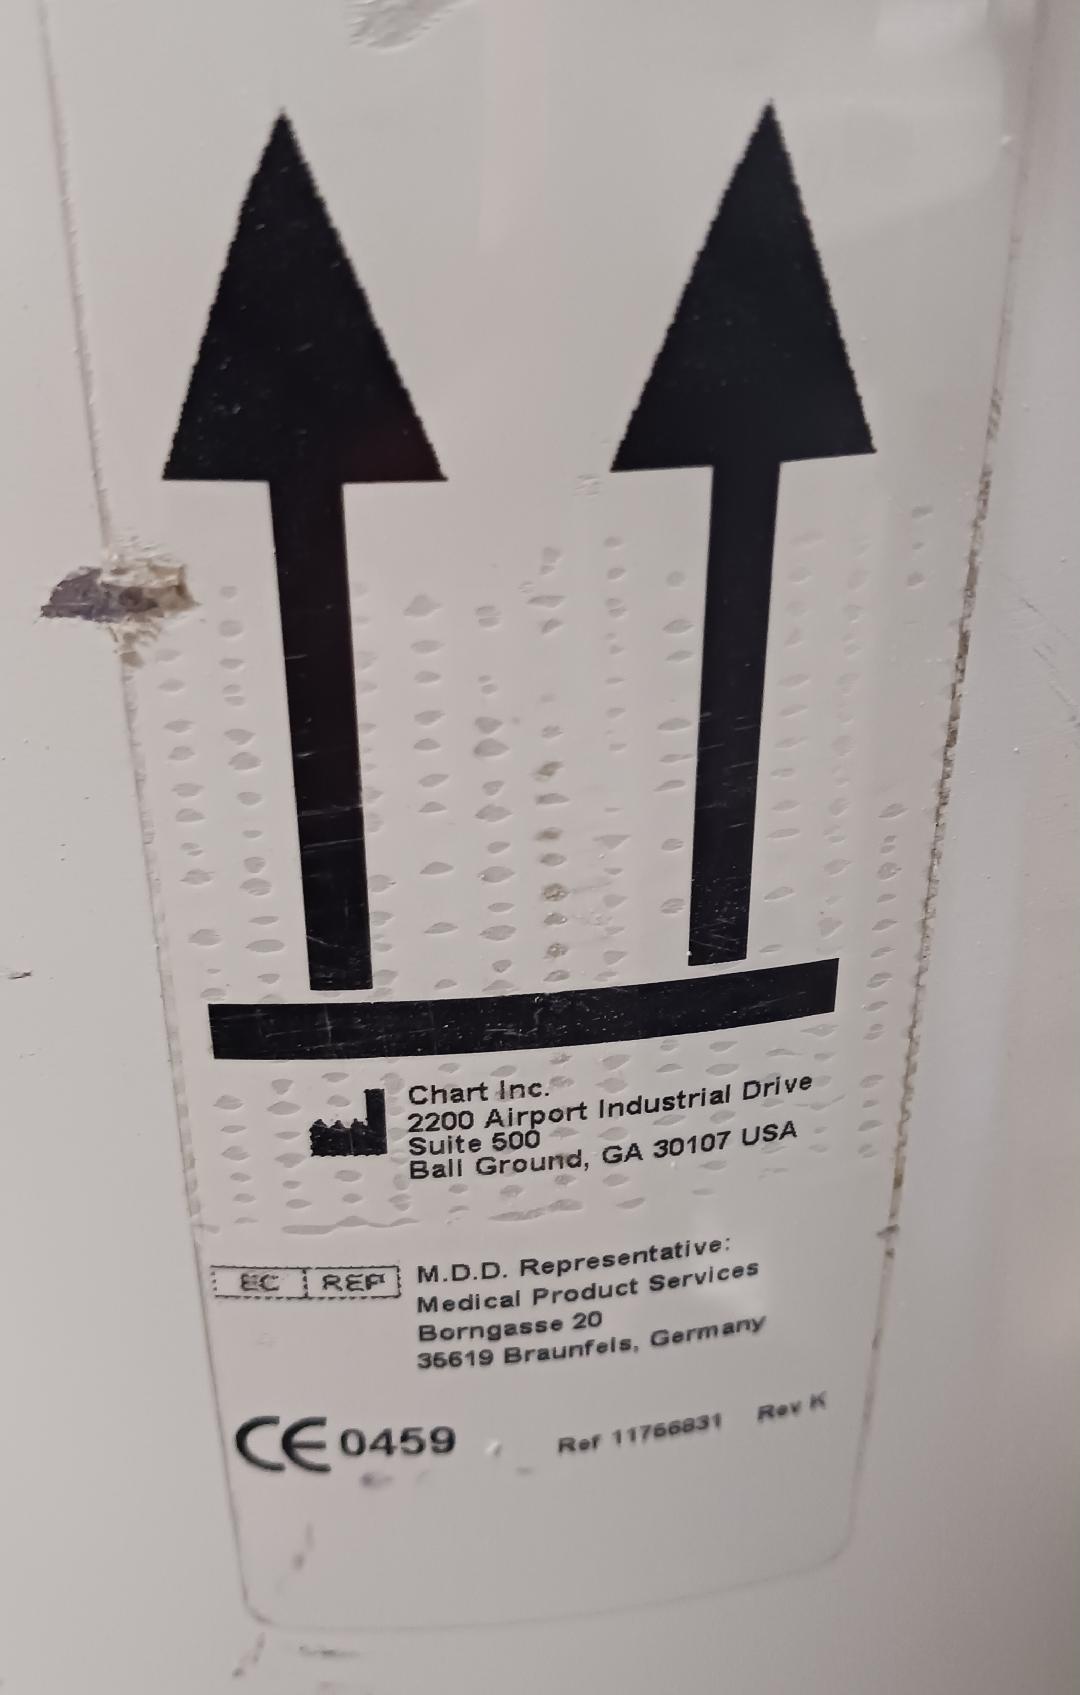 Chart Inc.
2200 Airport Industrial Drive
Suite 500
Ball Ground, GA 30107 USA
EC REP
M.D.D. Representative:
Medical Product Services
Borngasse 20
35619 Braunfels, Germany
CE 0459
Ref 11766831 Rev K